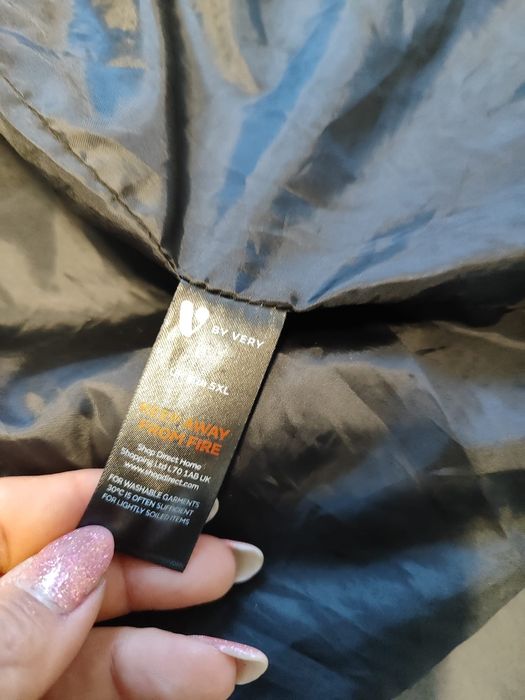 V BY VERY
5XL
KEEP AWAY
FROM FIRE
Shop Direct Home
Shopping Ltd L70 1AB UK
www.shopdirect.com
FOR WASHABLE GARMENTS
30°C IS OFTEN SUFFICIENT
FOR LIGHTLY SOILED ITEMS